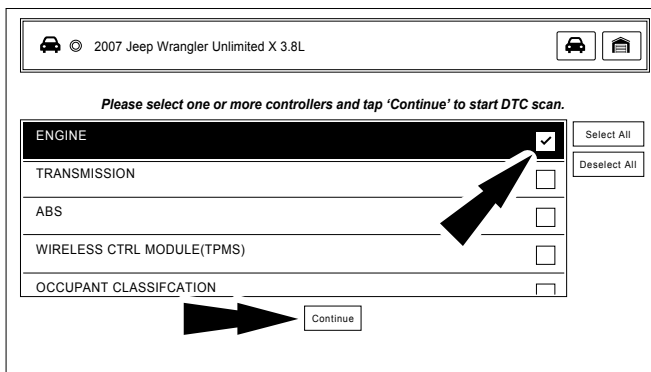 2007 Jeep Wrangler Unlimited X 3.8L
Please select one or more controllers and tap ‘Continue’ to start DTC scan.
ENGINE
Select All
Deselect All
TRANSMISSION
ABS
WIRELESS CTRL MODULE(TPMS)
OCCUPANT CLASSIFCATION
Continue